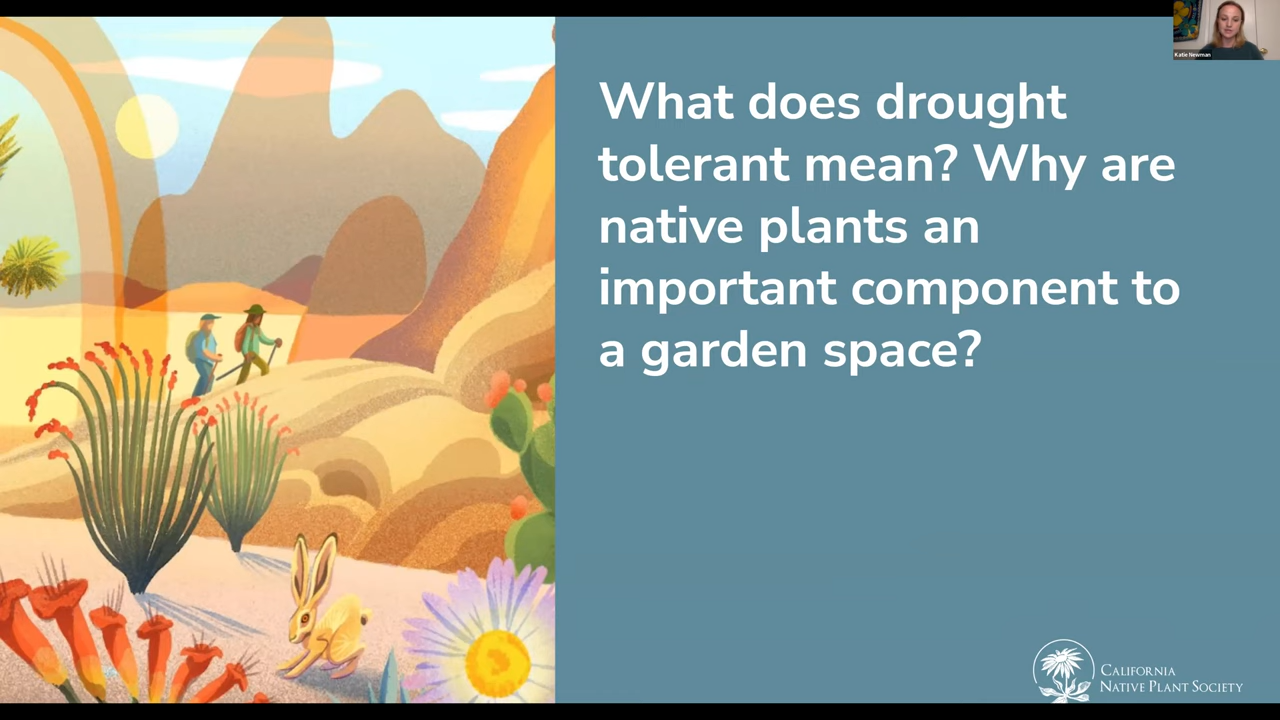 Katie Newman
What does drought
tolerant mean? Why are
native plants an
important component to
a garden space?
CALIFORNIA
NATIVE PLANT SOCIETY